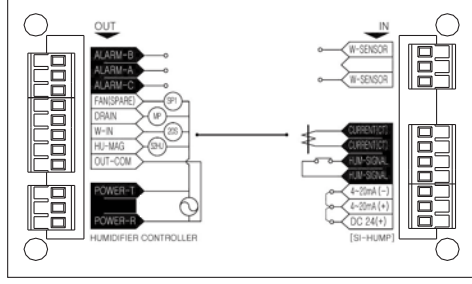 OUT
ALARM-B
ALARM-A
ALARM-C
FAN(SPARE)
SP1
DRAIN
MP
W-IN
20S
HU-MAG
52HU
OUT-COM
POWER-T
POWER-R
HUMIDIFIER CONTROLLER
IN
W-SENSOR
W-SENSOR
CURRENT(CT)
CURRENT(CT)
HUM-SIGNAL
HUM-SIGNAL
4~20mA(-)
4~20mA(+)
DC 24(+)
[SI-HUMP]